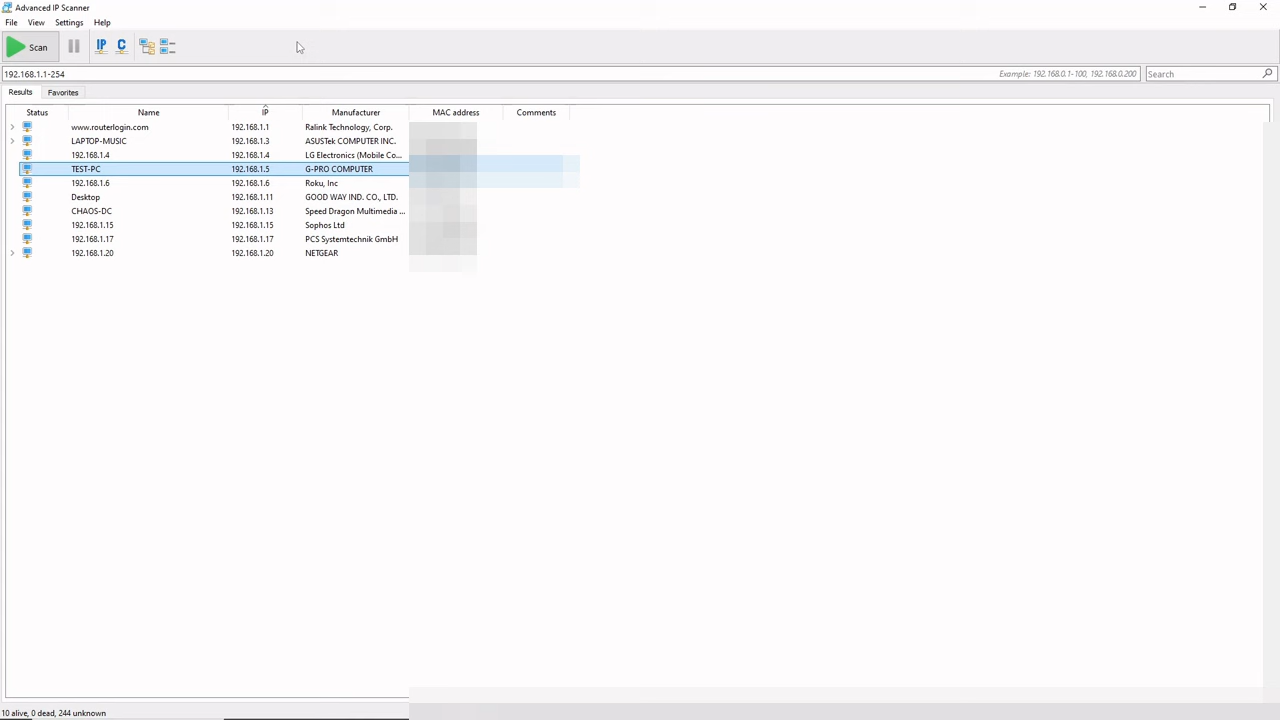 Advanced IP Scanner
File View Settings Help
Scan IP C
192.168.1.1-254 Example: 192.168.0.1-100, 192.168.0.200 Search
Results Favorites
Status Name IP Manufacturer MAC address Comments
www.routerlogin.com 192.168.1.1 Ralink Technology, Corp.
LAPTOP-MUSIC 192.168.1.3 ASUSTek COMPUTER INC.
192.168.1.4 192.168.1.4 LG Electronics (Mobile Co...
TEST-PC 192.168.1.5 G-PRO COMPUTER
192.168.1.6 192.168.1.6 Roku, Inc
Desktop 192.168.1.11 GOOD WAY IND. CO., LTD.
CHAOS-DC 192.168.1.13 Speed Dragon Multimedia ...
192.168.1.15 192.168.1.15 Sophos Ltd
192.168.1.17 192.168.1.17 PCS Systemtechnik GmbH
192.168.1.20 192.168.1.20 NETGEAR
10 alive, 0 dead, 244 unknown